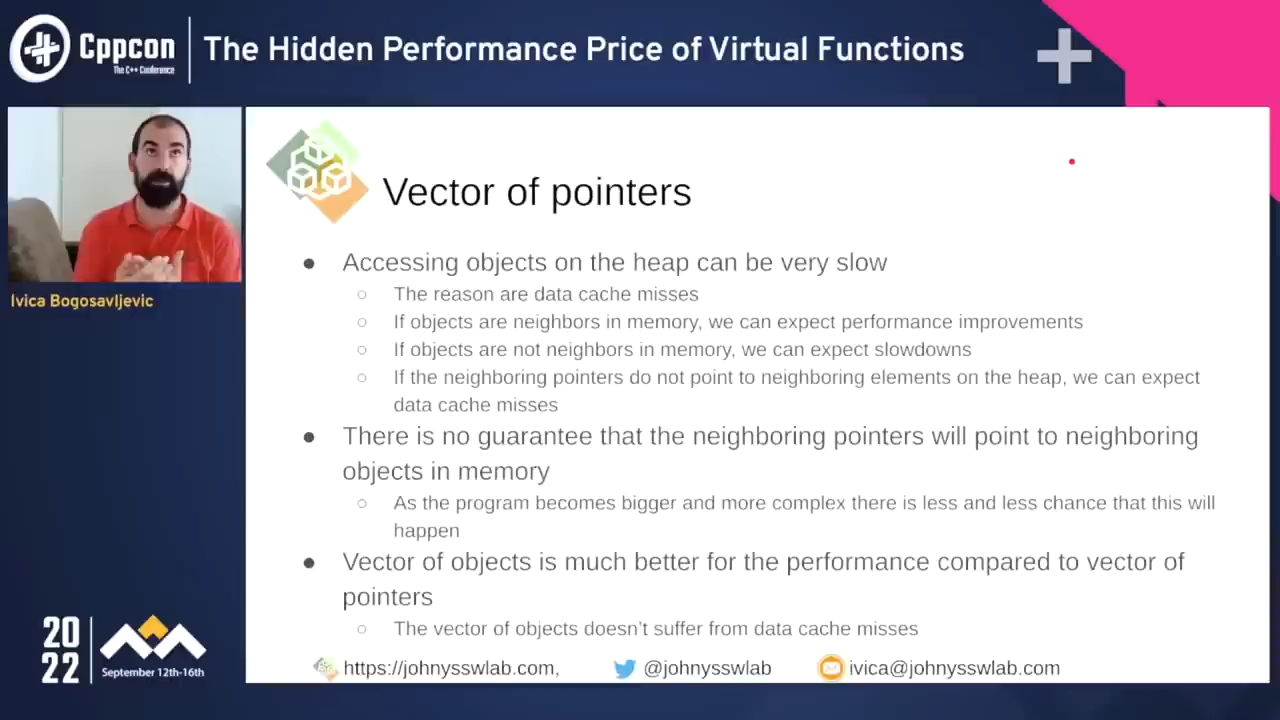 Cppcon
The C++ Conference
The Hidden Performance Price of Virtual Functions
Ivica Bogosavljevic
Vector of pointers
● Accessing objects on the heap can be very slow
○ The reason are data cache misses
○ If objects are neighbors in memory, we can expect performance improvements
○ If objects are not neighbors in memory, we can expect slowdowns
○ If the neighboring pointers do not point to neighboring elements on the heap, we can expect
data cache misses
● There is no guarantee that the neighboring pointers will point to neighboring
objects in memory
○ As the program becomes bigger and more complex there is less and less chance that this will
happen
● Vector of objects is much better for the performance compared to vector of
pointers
○ The vector of objects doesn't suffer from data cache misses
https://johnysswlab.com, @johnysswlab ivica@johnysswlab.com
20
22
September 12th-16th